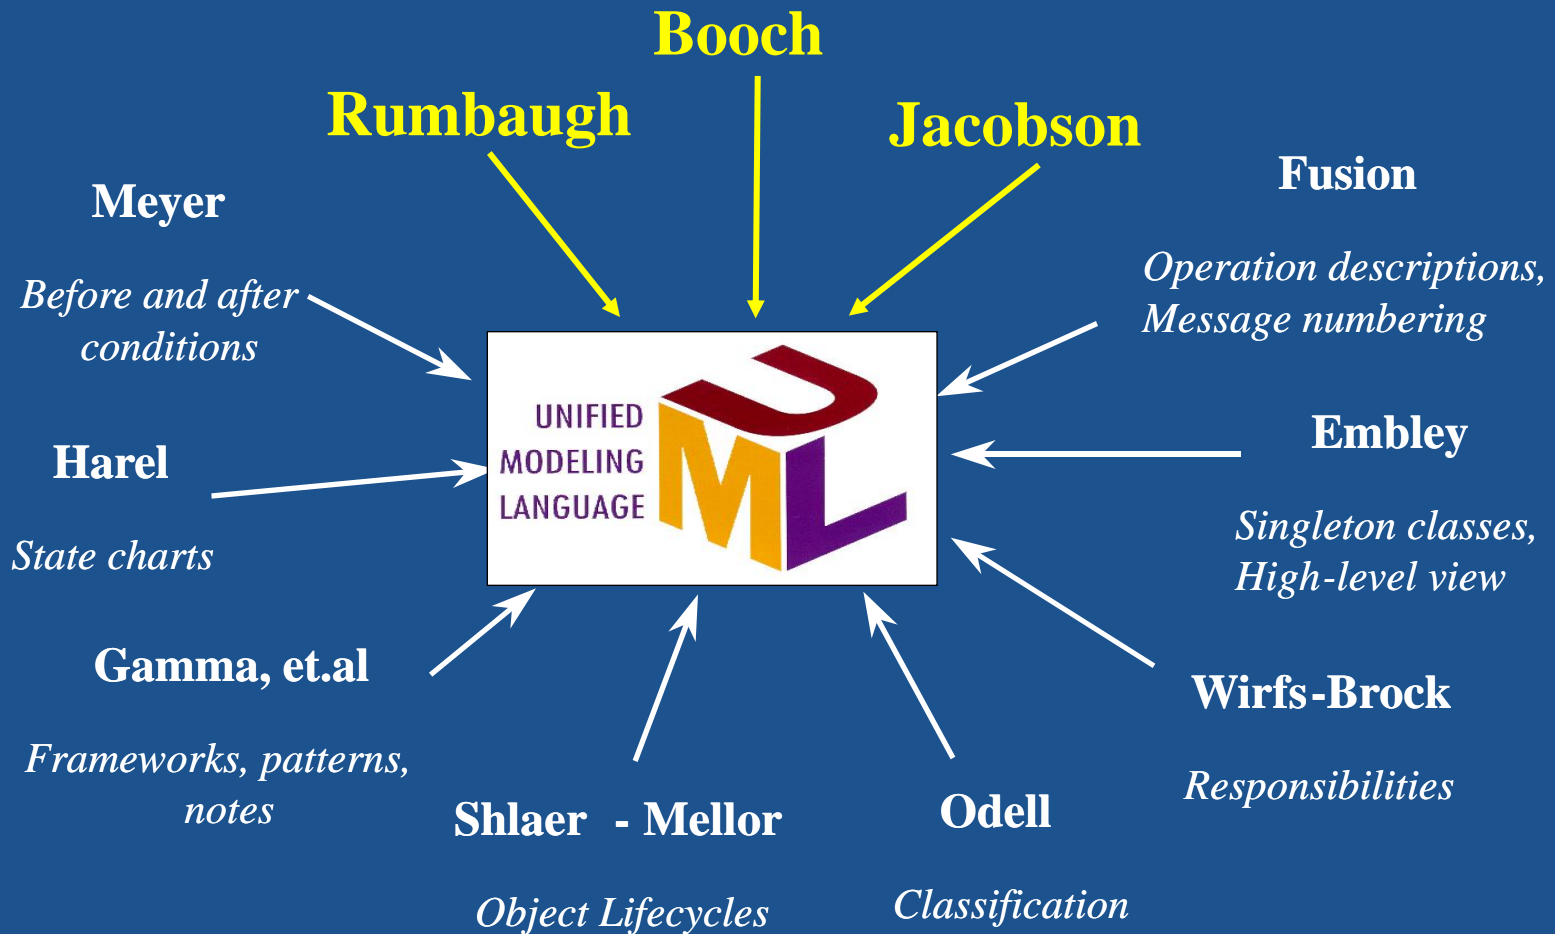 Booch
Rumbaugh
Jacobson
Fusion
Meyer
Operation descriptions,
Message numbering
Before and after
conditions
UNIFIED
MODELING
LANGUAGE
UML
Embley
Harel
Singleton classes,
High-level view
State charts
Gamma, et.al
Wirfs-Brock
Frameworks, patterns,
notes
Responsibilities
Shlaer - Mellor
Odell
Object Lifecycles
Classification